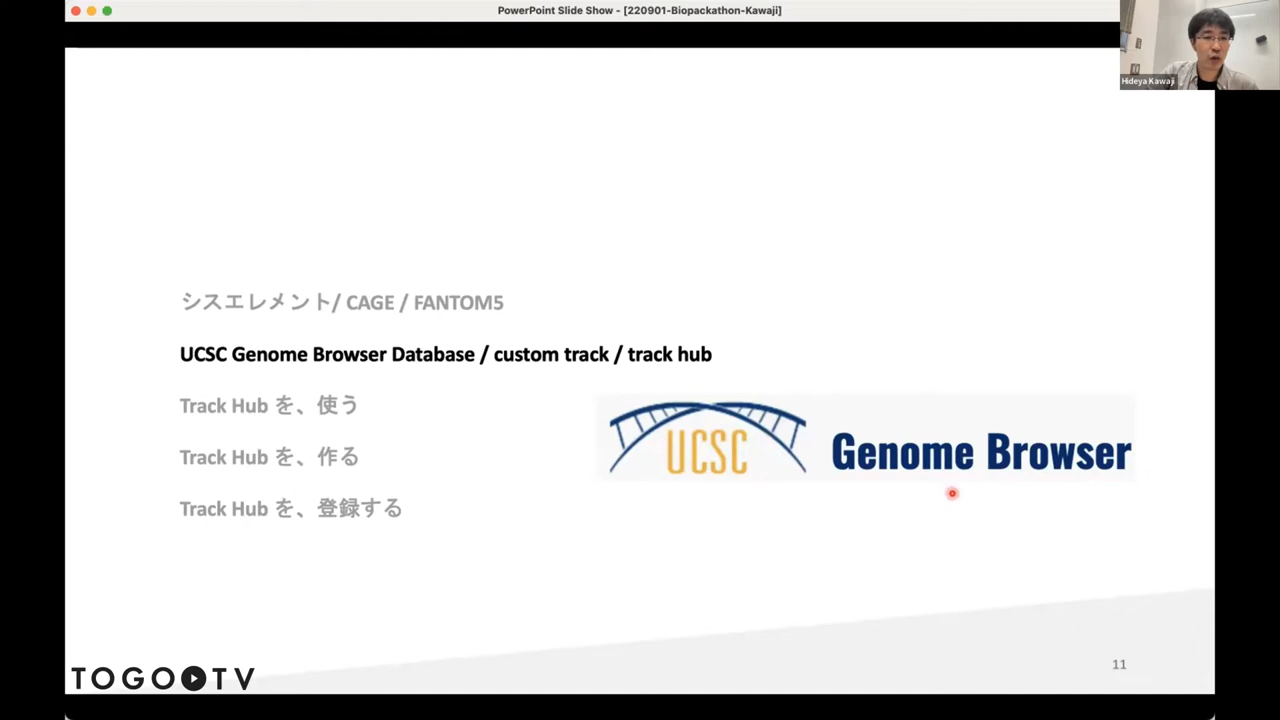 PowerPoint Slide Show - [220901-Biopackathon-Kawaji]
Hideya Kawaji
シスエレメント/ CAGE / FANTOM5
UCSC Genome Browser Database / custom track / track hub
Track Hub を、使う
Track Hub を、作る
Track Hub を、登録する
UCSC Genome Browser
11
TOGO TV